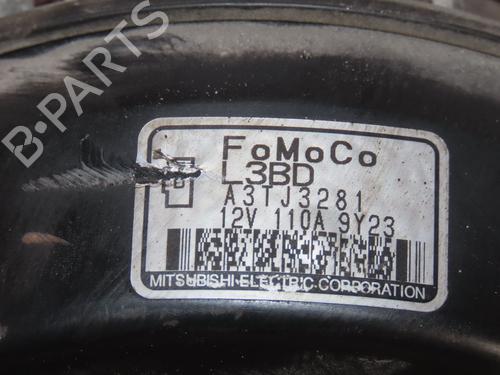 FoMoCo
L3BD
A3TJ3281
12V 110A 9Y23
MITSUBISHI ELECTRIC CORPORATION
B-PARTS